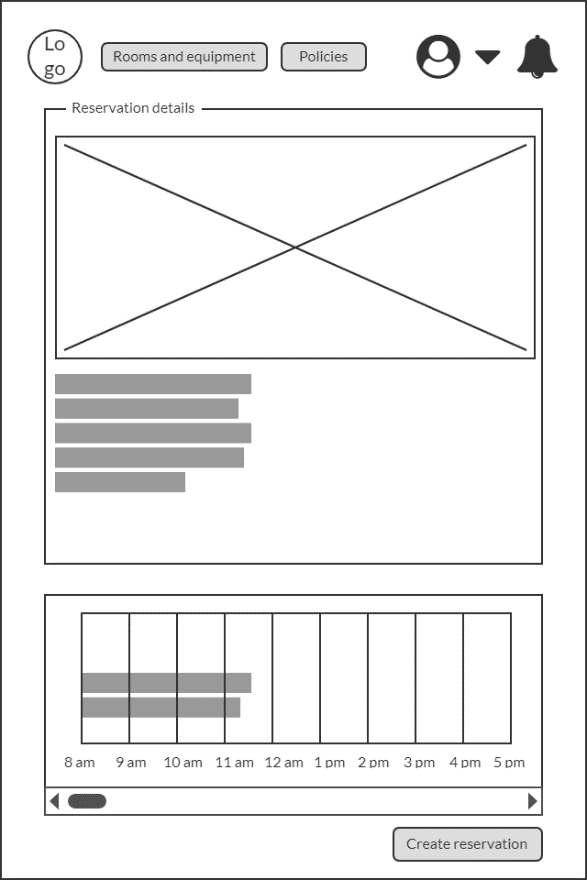 Lo
go
Rooms and equipment
Policies
Reservation details
8 am 9 am 10 am 11 am 12 am 1 pm 2 pm 3 pm 4 pm 5 pm
Create reservation